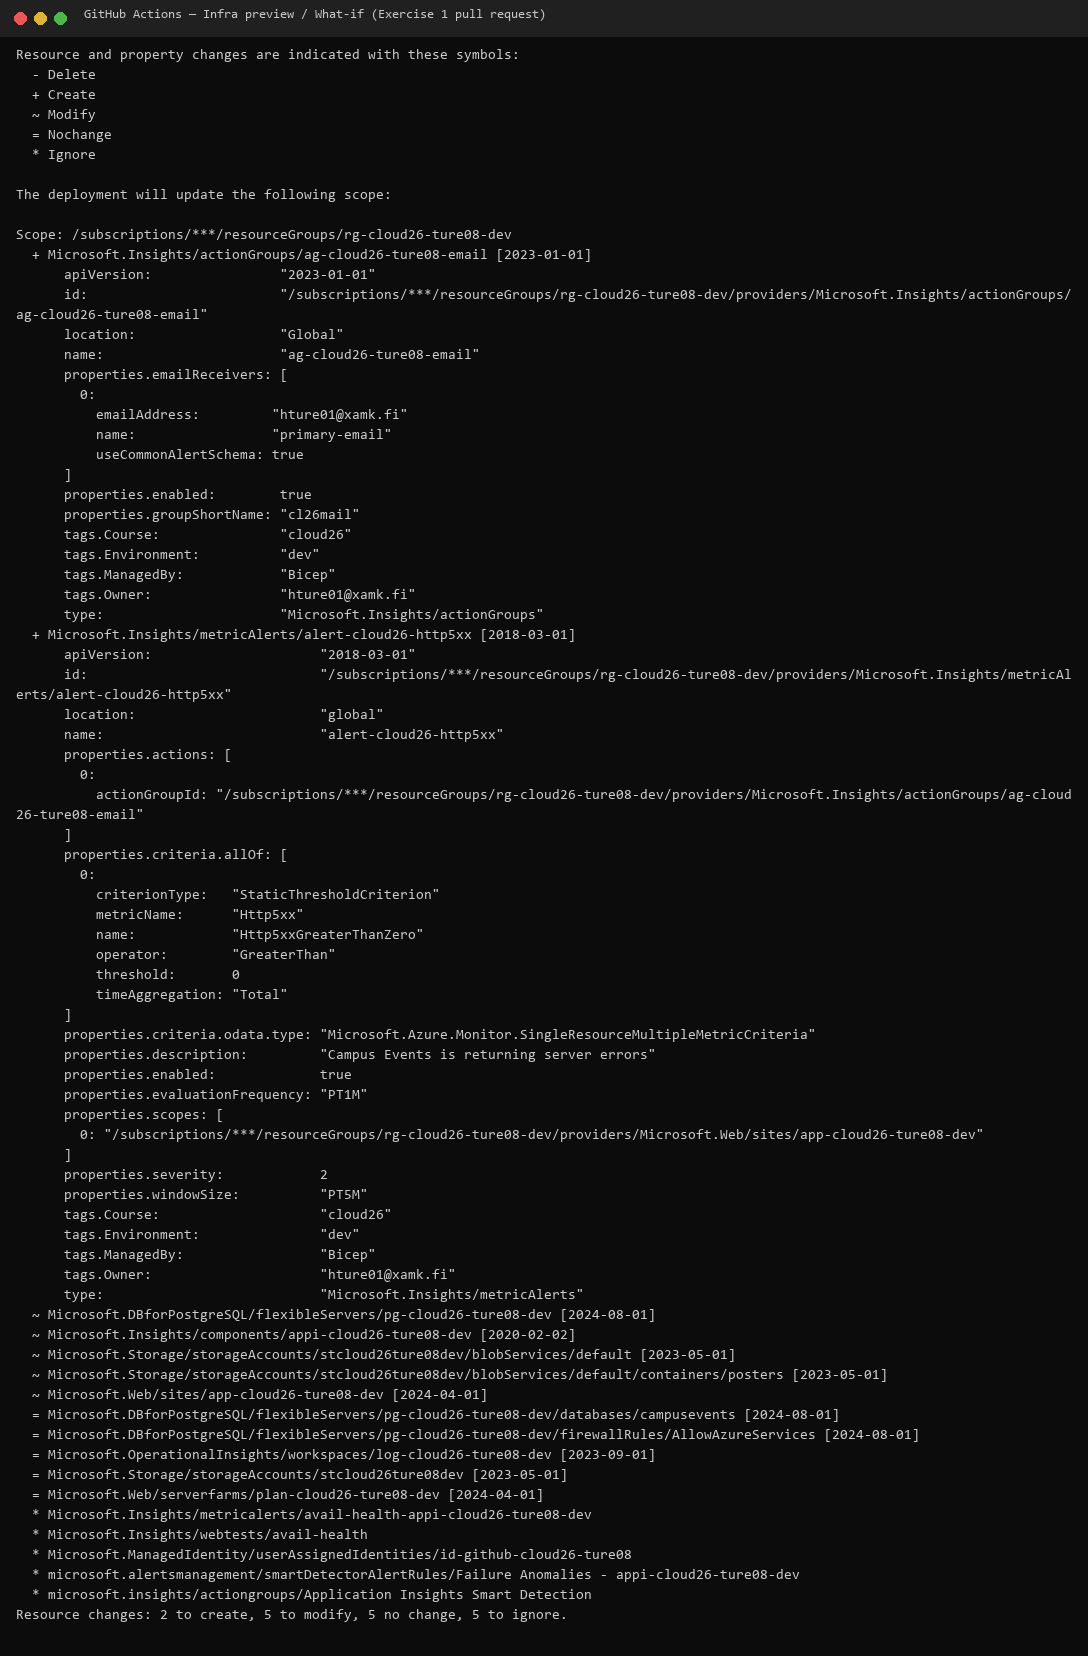 GitHub Actions — Infra preview / What-if (Exercise 1 pull request)
Resource and property changes are indicated with these symbols:
  - Delete
  + Create
  ~ Modify
  = Nochange
  * Ignore

The deployment will update the following scope:

Scope: /subscriptions/***/resourceGroups/rg-cloud26-ture08-dev
  + Microsoft.Insights/actionGroups/ag-cloud26-ture08-email [2023-01-01]
      apiVersion:                "2023-01-01"
      id:                        "/subscriptions/***/resourceGroups/rg-cloud26-ture08-dev/providers/Microsoft.Insights/actionGroups/
ag-cloud26-ture08-email"
      location:                  "Global"
      name:                      "ag-cloud26-ture08-email"
      properties.emailReceivers: [
        0:
          emailAddress:         "hture01@xamk.fi"
          name:                 "primary-email"
          useCommonAlertSchema: true
      ]
      properties.enabled:        true
      properties.groupShortName: "cl26mail"
      tags.Course:               "cloud26"
      tags.Environment:          "dev"
      tags.ManagedBy:            "Bicep"
      tags.Owner:                "hture01@xamk.fi"
      type:                      "Microsoft.Insights/actionGroups"
  + Microsoft.Insights/metricAlerts/alert-cloud26-http5xx [2018-03-01]
      apiVersion:                     "2018-03-01"
      id:                             "/subscriptions/***/resourceGroups/rg-cloud26-ture08-dev/providers/Microsoft.Insights/metricAl
erts/alert-cloud26-http5xx"
      location:                       "global"
      name:                           "alert-cloud26-http5xx"
      properties.actions: [
        0:
          actionGroupId: "/subscriptions/***/resourceGroups/rg-cloud26-ture08-dev/providers/Microsoft.Insights/actionGroups/ag-cloud
26-ture08-email"
      ]
      properties.criteria.allOf: [
        0:
          criterionType:   "StaticThresholdCriterion"
          metricName:      "Http5xx"
          name:            "Http5xxGreaterThanZero"
          operator:        "GreaterThan"
          threshold:       0
          timeAggregation: "Total"
      ]
      properties.criteria.odata.type: "Microsoft.Azure.Monitor.SingleResourceMultipleMetricCriteria"
      properties.description:         "Campus Events is returning server errors"
      properties.enabled:             true
      properties.evaluationFrequency: "PT1M"
      properties.scopes: [
        0: "/subscriptions/***/resourceGroups/rg-cloud26-ture08-dev/providers/Microsoft.Web/sites/app-cloud26-ture08-dev"
      ]
      properties.severity:            2
      properties.windowSize:          "PT5M"
      tags.Course:                    "cloud26"
      tags.Environment:               "dev"
      tags.ManagedBy:                 "Bicep"
      tags.Owner:                     "hture01@xamk.fi"
      type:                           "Microsoft.Insights/metricAlerts"
  ~ Microsoft.DBforPostgreSQL/flexibleServers/pg-cloud26-ture08-dev [2024-08-01]
  ~ Microsoft.Insights/components/appi-cloud26-ture08-dev [2020-02-02]
  ~ Microsoft.Storage/storageAccounts/stcloud26ture08dev/blobServices/default [2023-05-01]
  ~ Microsoft.Storage/storageAccounts/stcloud26ture08dev/blobServices/default/containers/posters [2023-05-01]
  ~ Microsoft.Web/sites/app-cloud26-ture08-dev [2024-04-01]
  = Microsoft.DBforPostgreSQL/flexibleServers/pg-cloud26-ture08-dev/databases/campusevents [2024-08-01]
  = Microsoft.DBforPostgreSQL/flexibleServers/pg-cloud26-ture08-dev/firewallRules/AllowAzureServices [2024-08-01]
  = Microsoft.OperationalInsights/workspaces/log-cloud26-ture08-dev [2023-09-01]
  = Microsoft.Storage/storageAccounts/stcloud26ture08dev [2023-05-01]
  = Microsoft.Web/serverfarms/plan-cloud26-ture08-dev [2024-04-01]
  * Microsoft.Insights/metricalerts/avail-health-appi-cloud26-ture08-dev
  * Microsoft.Insights/webtests/avail-health
  * Microsoft.ManagedIdentity/userAssignedIdentities/id-github-cloud26-ture08
  * microsoft.alertsmanagement/smartDetectorAlertRules/Failure Anomalies - appi-cloud26-ture08-dev
  * microsoft.insights/actiongroups/Application Insights Smart Detection
Resource changes: 2 to create, 5 to modify, 5 no change, 5 to ignore.